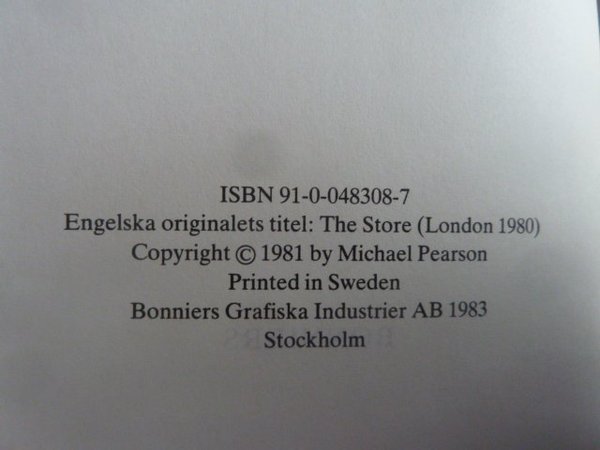 ISBN 91-0-048308-7
Engelska originalets titel: The Store (London 1980)
Copyright © 1981 by Michael Pearson
Printed in Sweden
Bonniers Grafiska Industrier AB 1983
Stockholm